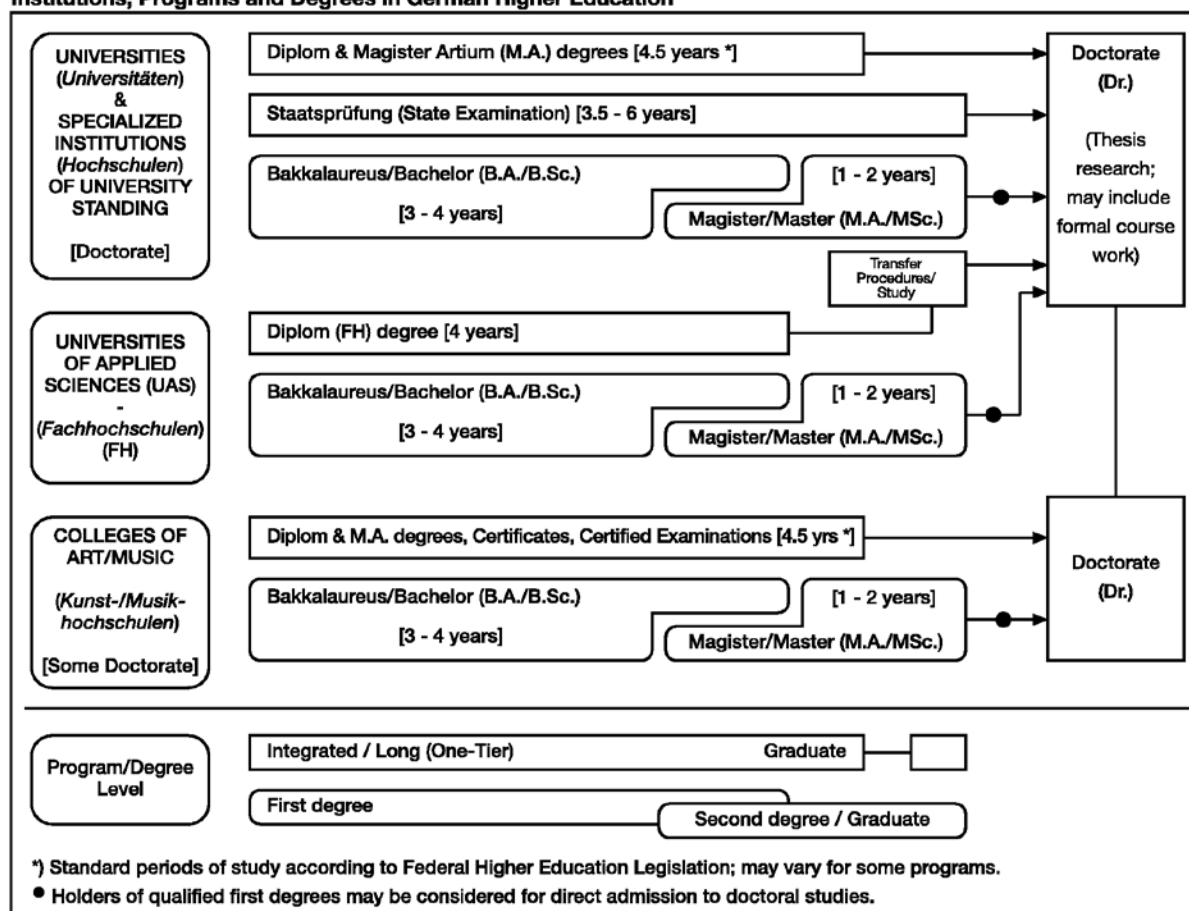 Institutions, Programs and Degrees in German Higher Education
UNIVERSITIES
(Universitäten)
&
SPECIALIZED
INSTITUTIONS
(Hochschulen)
OF UNIVERSITY
STANDING
[Doctorate]
Diplom & Magister Artium (M.A.) degrees [4.5 years *]
Staatsprüfung (State Examination) [3.5 - 6 years]
Bakkalaureus/Bachelor (B.A./B.Sc.)
[3 - 4 years]
[1 - 2 years]
Magister/Master (M.A./MSc.)
Transfer
Procedures/
Study
Doctorate
(Dr.)
(Thesis
research;
may include
formal course
work)
UNIVERSITIES
OF APPLIED
SCIENCES (UAS)
-
(Fachhochschulen)
(FH)
Diplom (FH) degree [4 years]
Bakkalaureus/Bachelor (B.A./B.Sc.)
[3 - 4 years]
[1 - 2 years]
Magister/Master (M.A./MSc.)
COLLEGES OF
ART/MUSIC
(Kunst-/Musik-
hochschulen)
[Some Doctorate]
Diplom & M.A. degrees, Certificates, Certified Examinations [4.5 yrs *]
Bakkalaureus/Bachelor (B.A./B.Sc.)
[3 - 4 years]
[1 - 2 years]
Magister/Master (M.A./MSc.)
Doctorate
(Dr.)
Program/Degree
Level
Integrated / Long (One-Tier) Graduate
First degree
Second degree / Graduate
*) Standard periods of study according to Federal Higher Education Legislation; may vary for some programs.
● Holders of qualified first degrees may be considered for direct admission to doctoral studies.